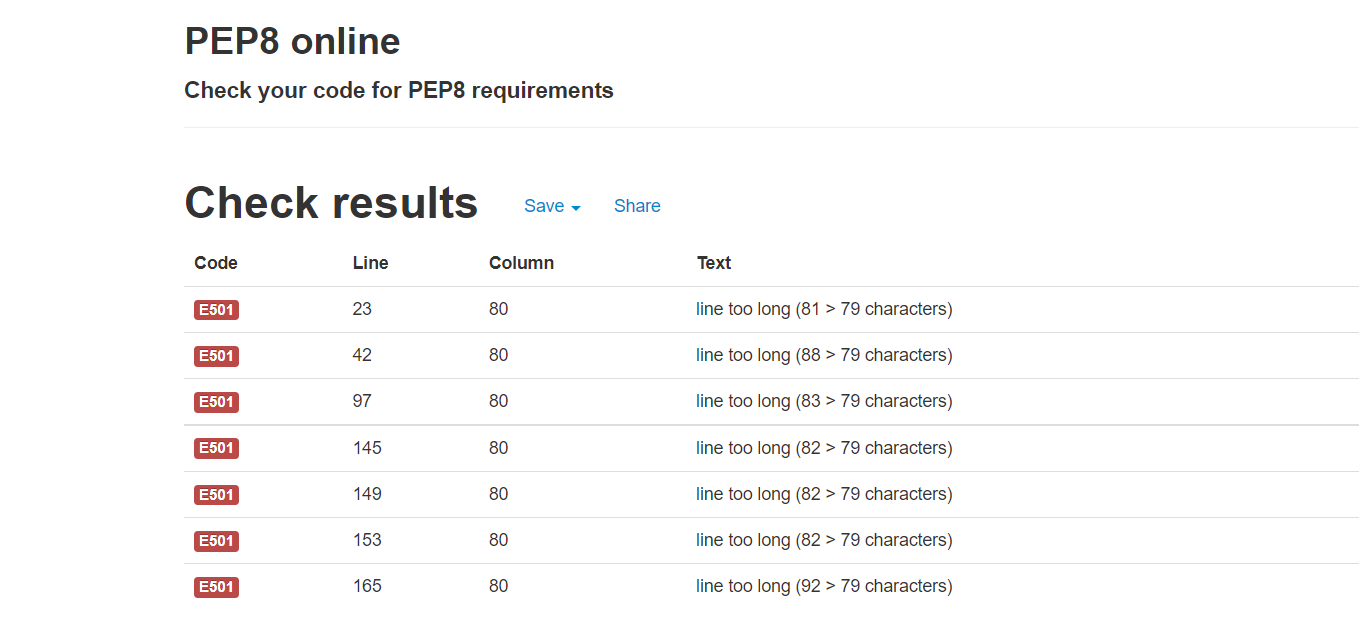 PEP8 online
Check your code for PEP8 requirements
Check results Save Share
Code Line Column Text
E501 23 80 line too long (81 > 79 characters)
E501 42 80 line too long (88 > 79 characters)
E501 97 80 line too long (83 > 79 characters)
E501 145 80 line too long (82 > 79 characters)
E501 149 80 line too long (82 > 79 characters)
E501 153 80 line too long (82 > 79 characters)
E501 165 80 line too long (92 > 79 characters)